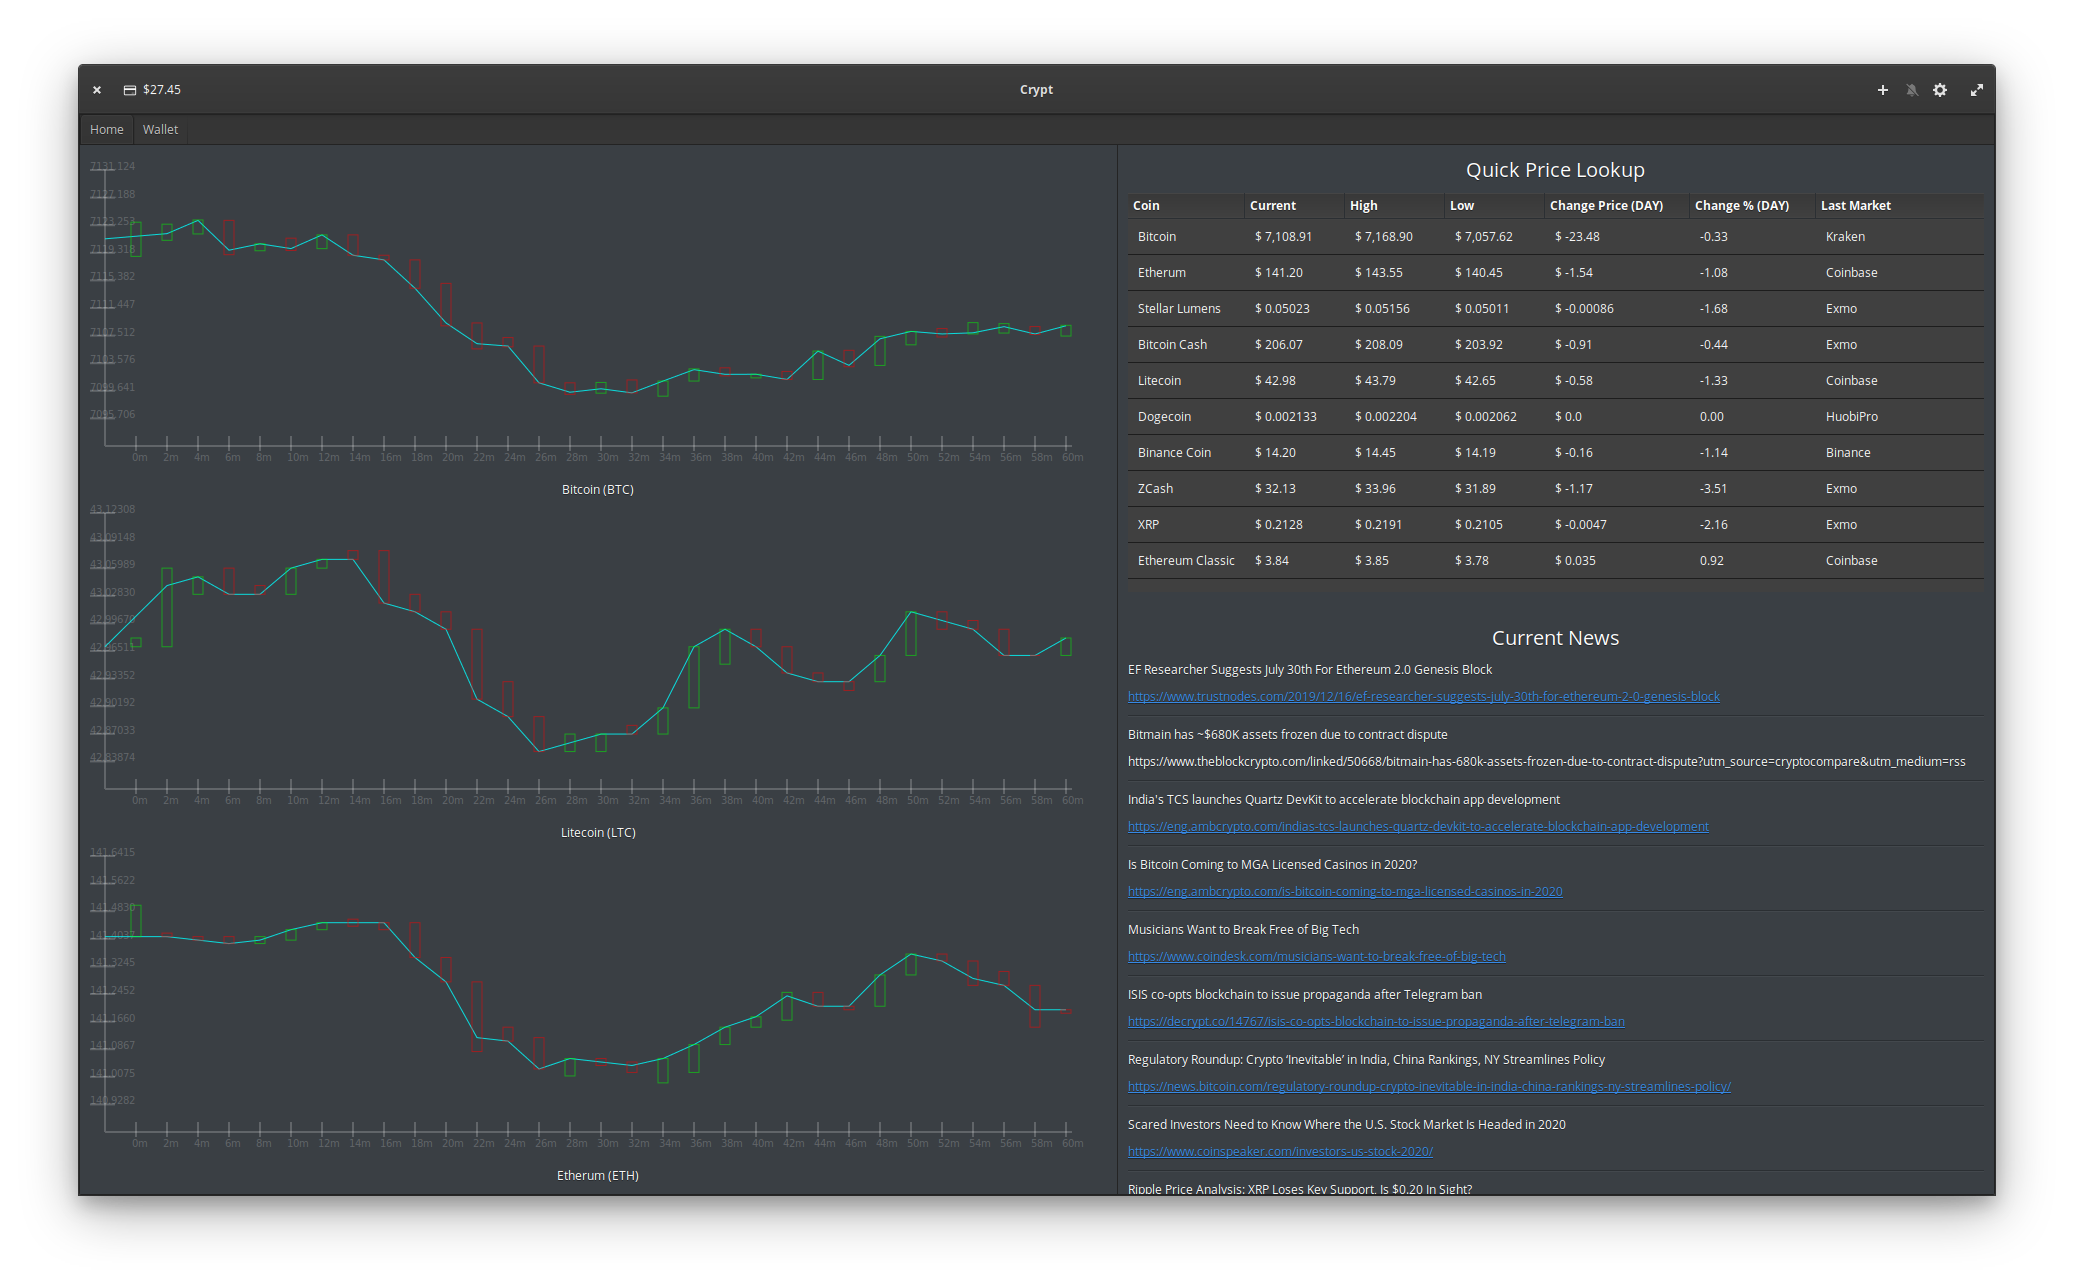 $27.45
Crypt
Home Wallet
7131.124
7127.188
7123.253
7119.318
7115.382
7111.447
7107.512
7103.576
7099.641
7095.706
0m 2m 4m 6m 8m 10m 12m 14m 16m 18m 20m 22m 24m 26m 28m 30m 32m 34m 36m 38m 40m 42m 44m 46m 48m 50m 52m 54m 56m 58m 60m
Bitcoin (BTC)
43.12308
43.09148
43.05989
43.02830
42.99670
42.96511
42.93352
42.90192
42.87033
42.83874
0m 2m 4m 6m 8m 10m 12m 14m 16m 18m 20m 22m 24m 26m 28m 30m 32m 34m 36m 38m 40m 42m 44m 46m 48m 50m 52m 54m 56m 58m 60m
Litecoin (LTC)
141.6415
141.5622
141.4830
141.4037
141.3245
141.2452
141.1660
141.0867
141.0075
140.9282
0m 2m 4m 6m 8m 10m 12m 14m 16m 18m 20m 22m 24m 26m 28m 30m 32m 34m 36m 38m 40m 42m 44m 46m 48m 50m 52m 54m 56m 58m 60m
Etherum (ETH)
Quick Price Lookup
Coin Current High Low Change Price (DAY) Change % (DAY) Last Market
Bitcoin $ 7,108.91 $ 7,168.90 $ 7,057.62 $ -23.48 -0.33 Kraken
Etherum $ 141.20 $ 143.55 $ 140.45 $ -1.54 -1.08 Coinbase
Stellar Lumens $ 0.05023 $ 0.05156 $ 0.05011 $ -0.00086 -1.68 Exmo
Bitcoin Cash $ 206.07 $ 208.09 $ 203.92 $ -0.91 -0.44 Exmo
Litecoin $ 42.98 $ 43.79 $ 42.65 $ -0.58 -1.33 Coinbase
Dogecoin $ 0.002133 $ 0.002204 $ 0.002062 $ 0.0 0.00 HuobiPro
Binance Coin $ 14.20 $ 14.45 $ 14.19 $ -0.16 -1.14 Binance
ZCash $ 32.13 $ 33.96 $ 31.89 $ -1.17 -3.51 Exmo
XRP $ 0.2128 $ 0.2191 $ 0.2105 $ -0.0047 -2.16 Exmo
Ethereum Classic $ 3.84 $ 3.85 $ 3.78 $ 0.035 0.92 Coinbase
Current News
EF Researcher Suggests July 30th For Ethereum 2.0 Genesis Block
https://www.trustnodes.com/2019/12/16/ef-researcher-suggests-july-30th-for-ethereum-2-0-genesis-block
Bitmain has ~$680K assets frozen due to contract dispute
https://www.theblockcrypto.com/linked/50668/bitmain-has-680k-assets-frozen-due-to-contract-dispute?utm_source=cryptocompare&utm_medium=rss
India's TCS launches Quartz DevKit to accelerate blockchain app development
https://eng.ambcrypto.com/indias-tcs-launches-quartz-devkit-to-accelerate-blockchain-app-development
Is Bitcoin Coming to MGA Licensed Casinos in 2020?
https://eng.ambcrypto.com/is-bitcoin-coming-to-mga-licensed-casinos-in-2020
Musicians Want to Break Free of Big Tech
https://www.coindesk.com/musicians-want-to-break-free-of-big-tech
ISIS co-opts blockchain to issue propaganda after Telegram ban
https://decrypt.co/14767/isis-co-opts-blockchain-to-issue-propaganda-after-telegram-ban
Regulatory Roundup: Crypto ‘Inevitable’ in India, China Rankings, NY Streamlines Policy
https://news.bitcoin.com/regulatory-roundup-crypto-inevitable-in-india-china-rankings-ny-streamlines-policy/
Scared Investors Need to Know Where the U.S. Stock Market Is Headed in 2020
https://www.coinspeaker.com/investors-us-stock-2020/
Ripple Price Analysis: XRP Loses Key Support, Is $0.20 In Sight?